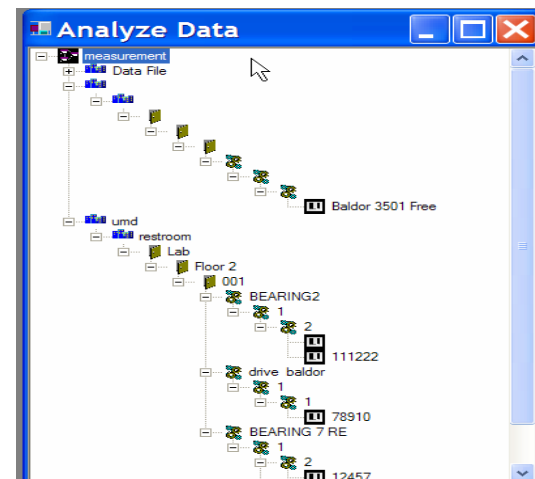 Analyze Data
measurement
Data File
Baldor 3501 Free
umd
restroom
Lab
Floor 2
001
BEARING2
1
2
111222
drive baldor
1
1
78910
BEARING 7 RE
1
2
12457